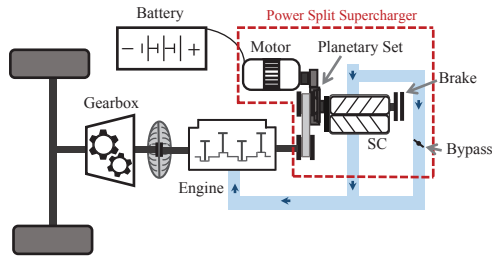 Battery
Power Split Supercharger
Motor
Planetary Set
Brake
Gearbox
SC
Bypass
Engine